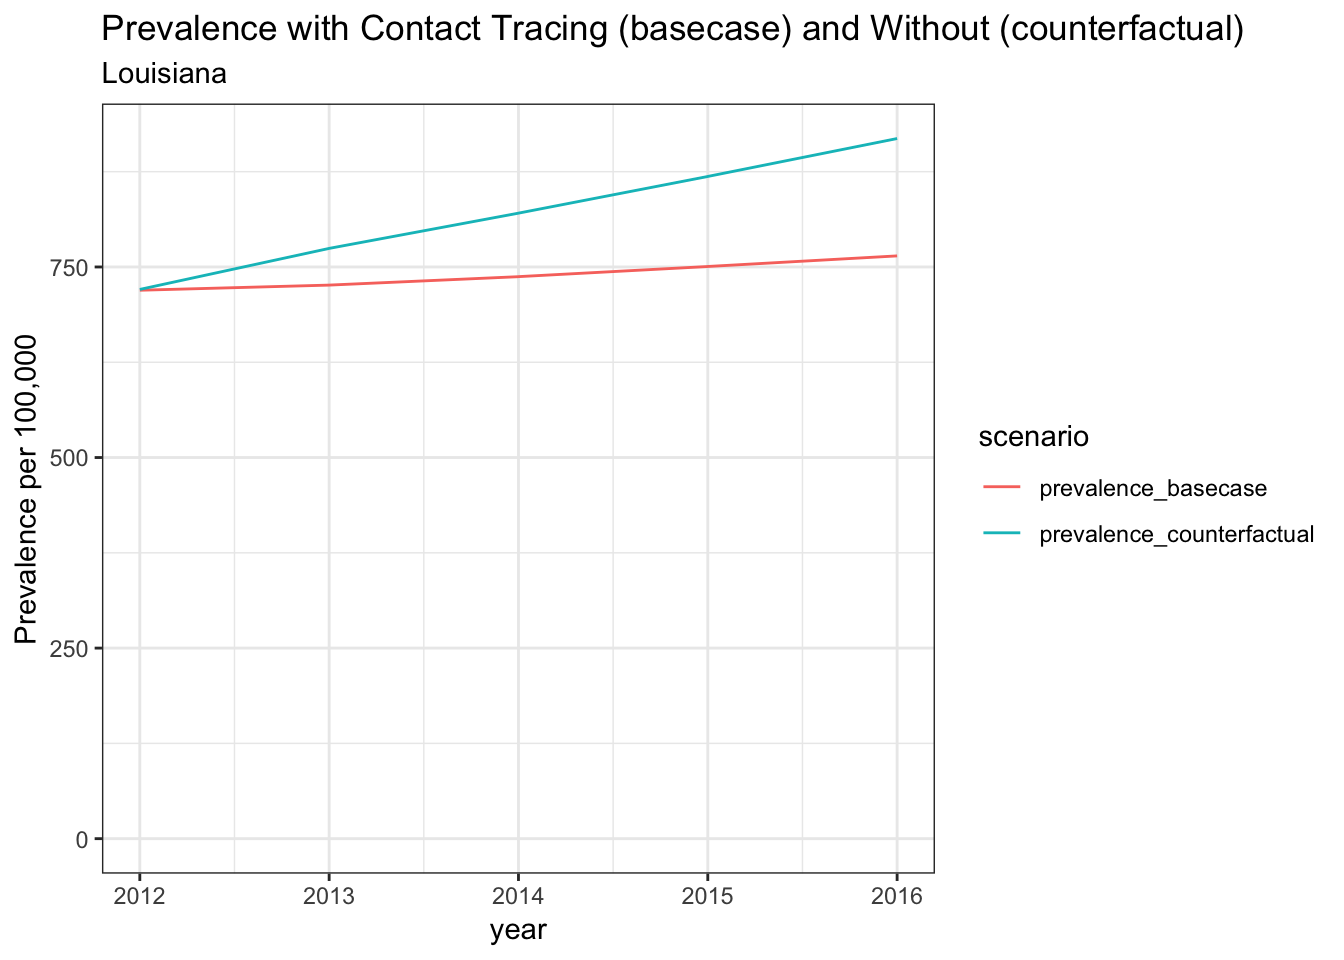 Prevalence with Contact Tracing (basecase) and Without (counterfactual)
Louisiana
Prevalence per 100,000
750
500
250
0
2012 2013 2014 2015 2016
year
scenario
prevalence_basecase
prevalence_counterfactual